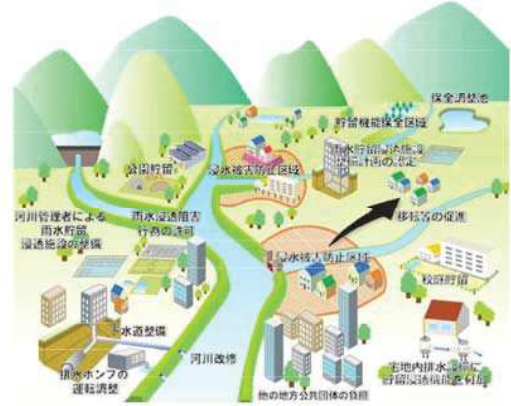 保全調整池
貯留機能保全区域
雨水貯留浸透施設
整備計画の認定
公園貯留
浸水被害防止区域
移転等の促進
河川管理者による
雨水貯留
浸透施設の整備
雨水浸透阻害
行為の許可
浸水被害防止区域
校庭貯留
下水道整備
河川改修
排水ポンプの
運転調整
宅地内排水設備に
貯留浸透機能を付加
他の地方公共団体の負担